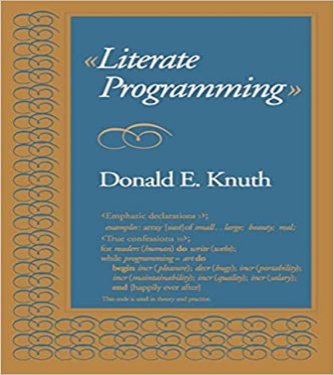 «Literate
Programming»
Donald E. Knuth
⟨Emphatic declarations
examples: array [vast] of small . . large; beauty: real;
⟨True confessions
for readers (human) do write (webs);
while programming = art do
begin incr(pleasure); decr(bugs); incr(portability);
incr(maintainability); incr(quality); incr(salary);
end {happily ever after}
This code is used in theory and practice.